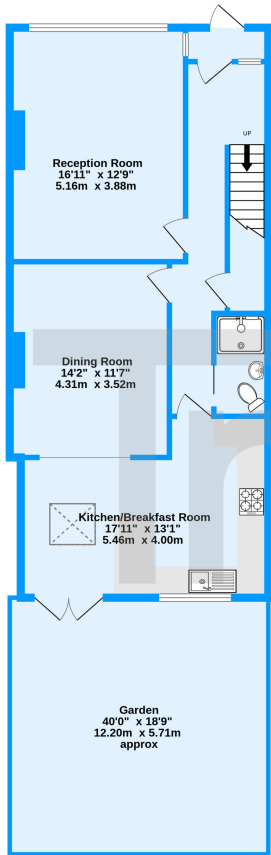 UP
Reception Room
16'11" x 12'9"
5.16m x 3.88m
Dining Room
14'2" x 11'7"
4.31m x 3.52m
Kitchen/Breakfast Room
17'11" x 13'1"
5.46m x 4.00m
Garden
40'0" x 18'9"
12.20m x 5.71m
approx